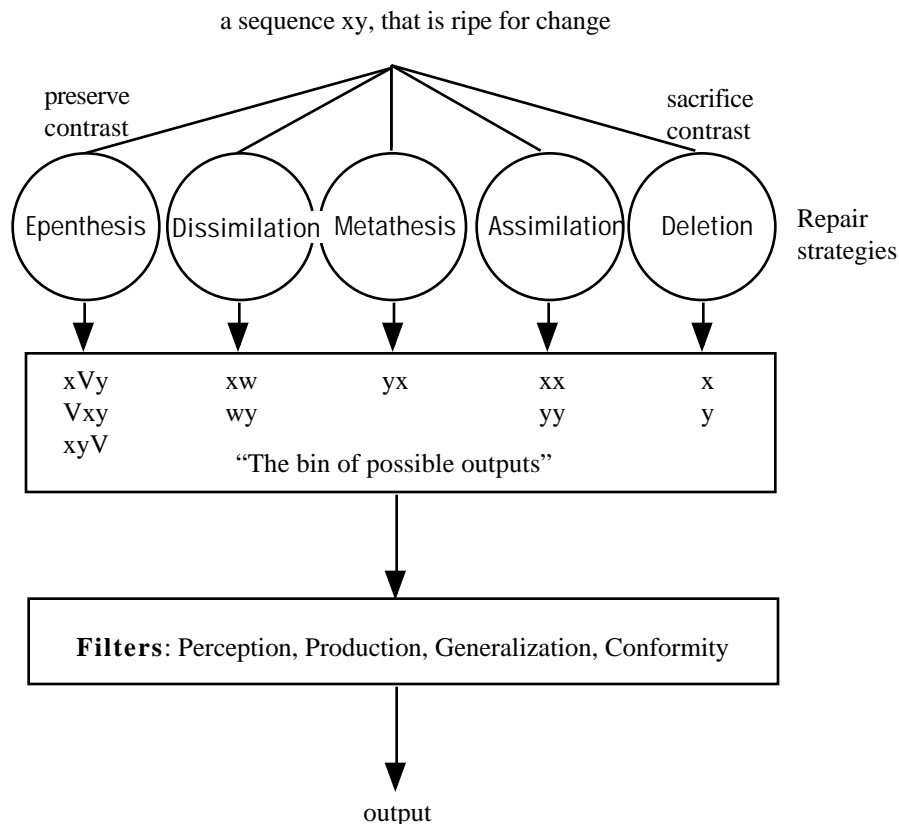 a sequence xy, that is ripe for change
preserve
contrast
sacrifice
contrast
Epenthesis
Dissimilation
Metathesis
Assimilation
Deletion
Repair
strategies
xVy xw yx xx x
Vxy wy yy y
xyV
“The bin of possible outputs”
Filters: Perception, Production, Generalization, Conformity
output